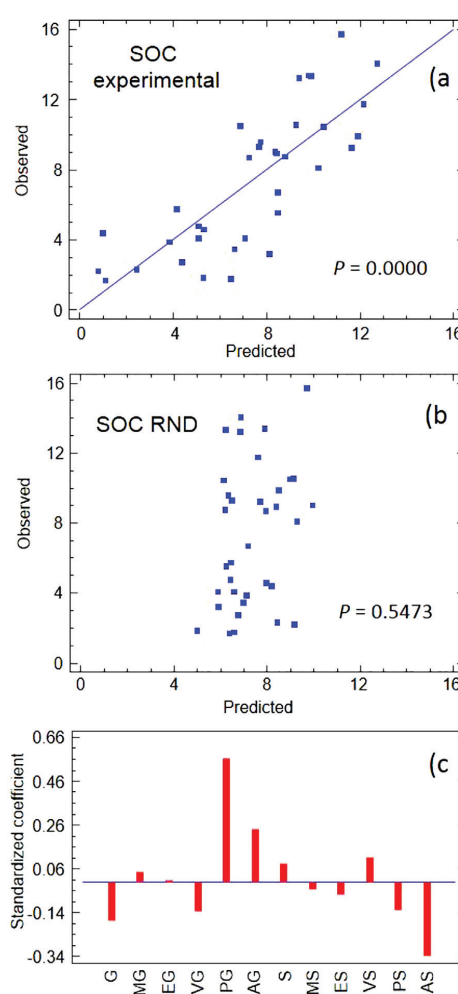 16
SOC
experimental
(a
12
Observed
8
4
P = 0.0000
0
0 4 8 12 16
Predicted
16
(b
SOC RND
12
Observed
8
4
P = 0.5473
0
0 4 8 12 16
Predicted
0.66
(c
0.46
Standardized coefficient
0.26
0.06
-0.14
-0.34
G MG EG VG PG AG S MS ES VS PS AS